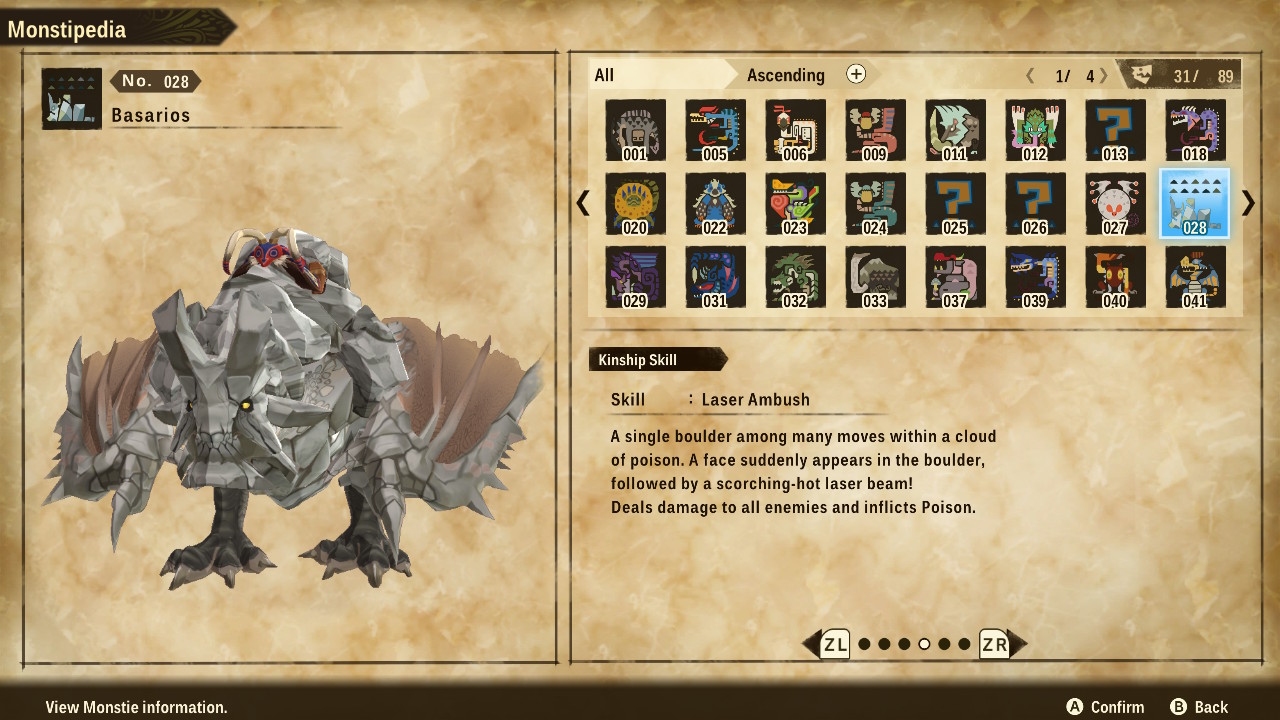 Monstipedia
No. 028
Basarios
All
Ascending
1/ 4
31/ 89
001 005 006 009 011 012 013 018
020 022 023 024 025 026 027 028
029 031 032 033 037 039 040 041
Kinship Skill
Skill : Laser Ambush
A single boulder among many moves within a cloud
of poison. A face suddenly appears in the boulder,
followed by a scorching-hot laser beam!
Deals damage to all enemies and inflicts Poison.
ZL ZR
View Monstie information.
A Confirm B Back